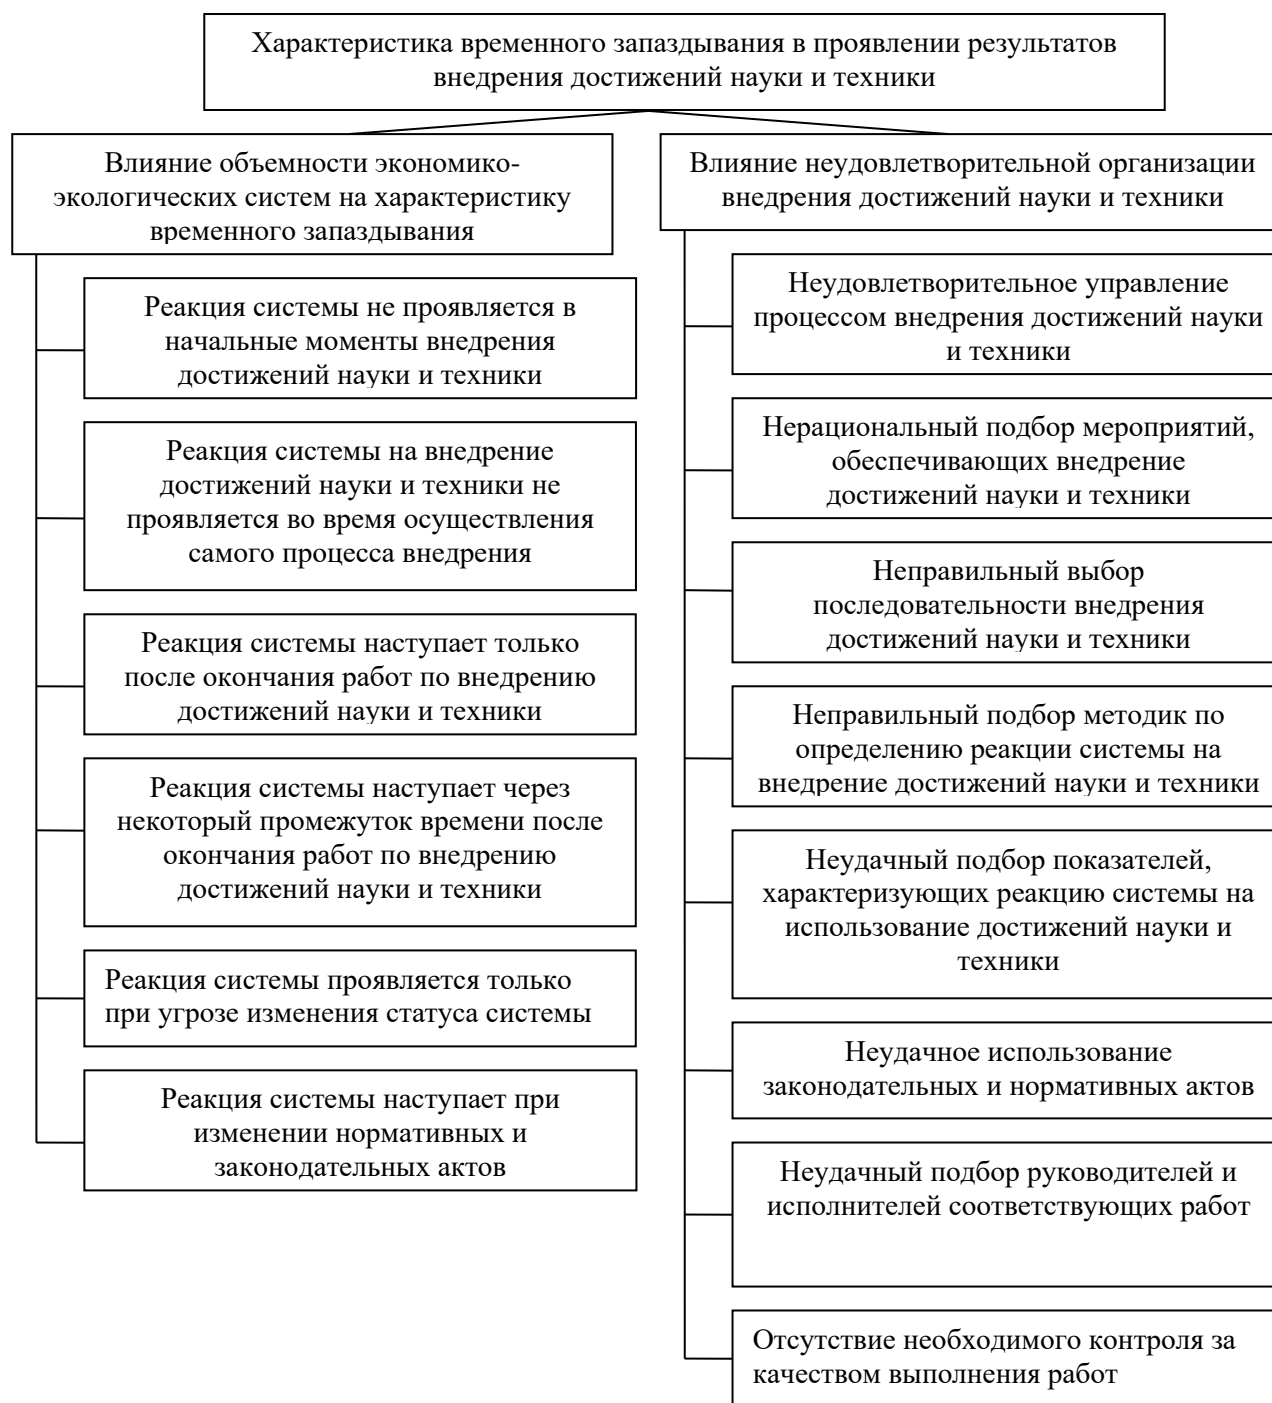 Характеристика временного запаздывания в проявлении результатов
внедрения достижений науки и техники
Влияние объемности экономико-
экологических систем на характеристику
временного запаздывания
Реакция системы не проявляется в
начальные моменты внедрения
достижений науки и техники
Реакция системы на внедрение
достижений науки и техники не
проявляется во время осуществления
самого процесса внедрения
Реакция системы наступает только
после окончания работ по внедрению
достижений науки и техники
Реакция системы наступает через
некоторый промежуток времени после
окончания работ по внедрению
достижений науки и техники
Реакция системы проявляется только
при угрозе изменения статуса системы
Реакция системы наступает при
изменении нормативных и
законодательных актов
Влияние неудовлетворительной организации
внедрения достижений науки и техники
Неудовлетворительное управление
процессом внедрения достижений науки
и техники
Нерациональный подбор мероприятий,
обеспечивающих внедрение
достижений науки и техники
Неправильный выбор
последовательности внедрения
достижений науки и техники
Неправильный подбор методик по
определению реакции системы на
внедрение достижений науки и техники
Неудачный подбор показателей,
характеризующих реакцию системы на
использование достижений науки и
техники
Неудачное использование
законодательных и нормативных актов
Неудачный подбор руководителей и
исполнителей соответствующих работ
Отсутствие необходимого контроля за
качеством выполнения работ